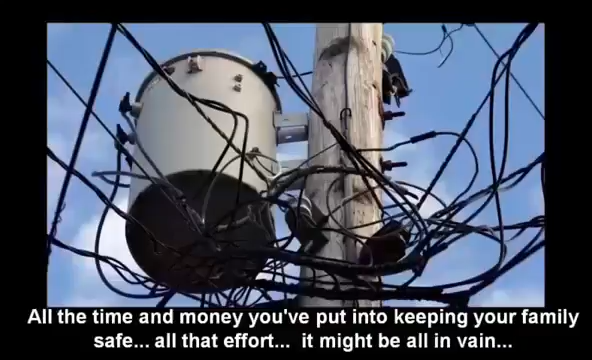 All the time and money you've put into keeping your family
safe... all that effort...  it might be all in vain...